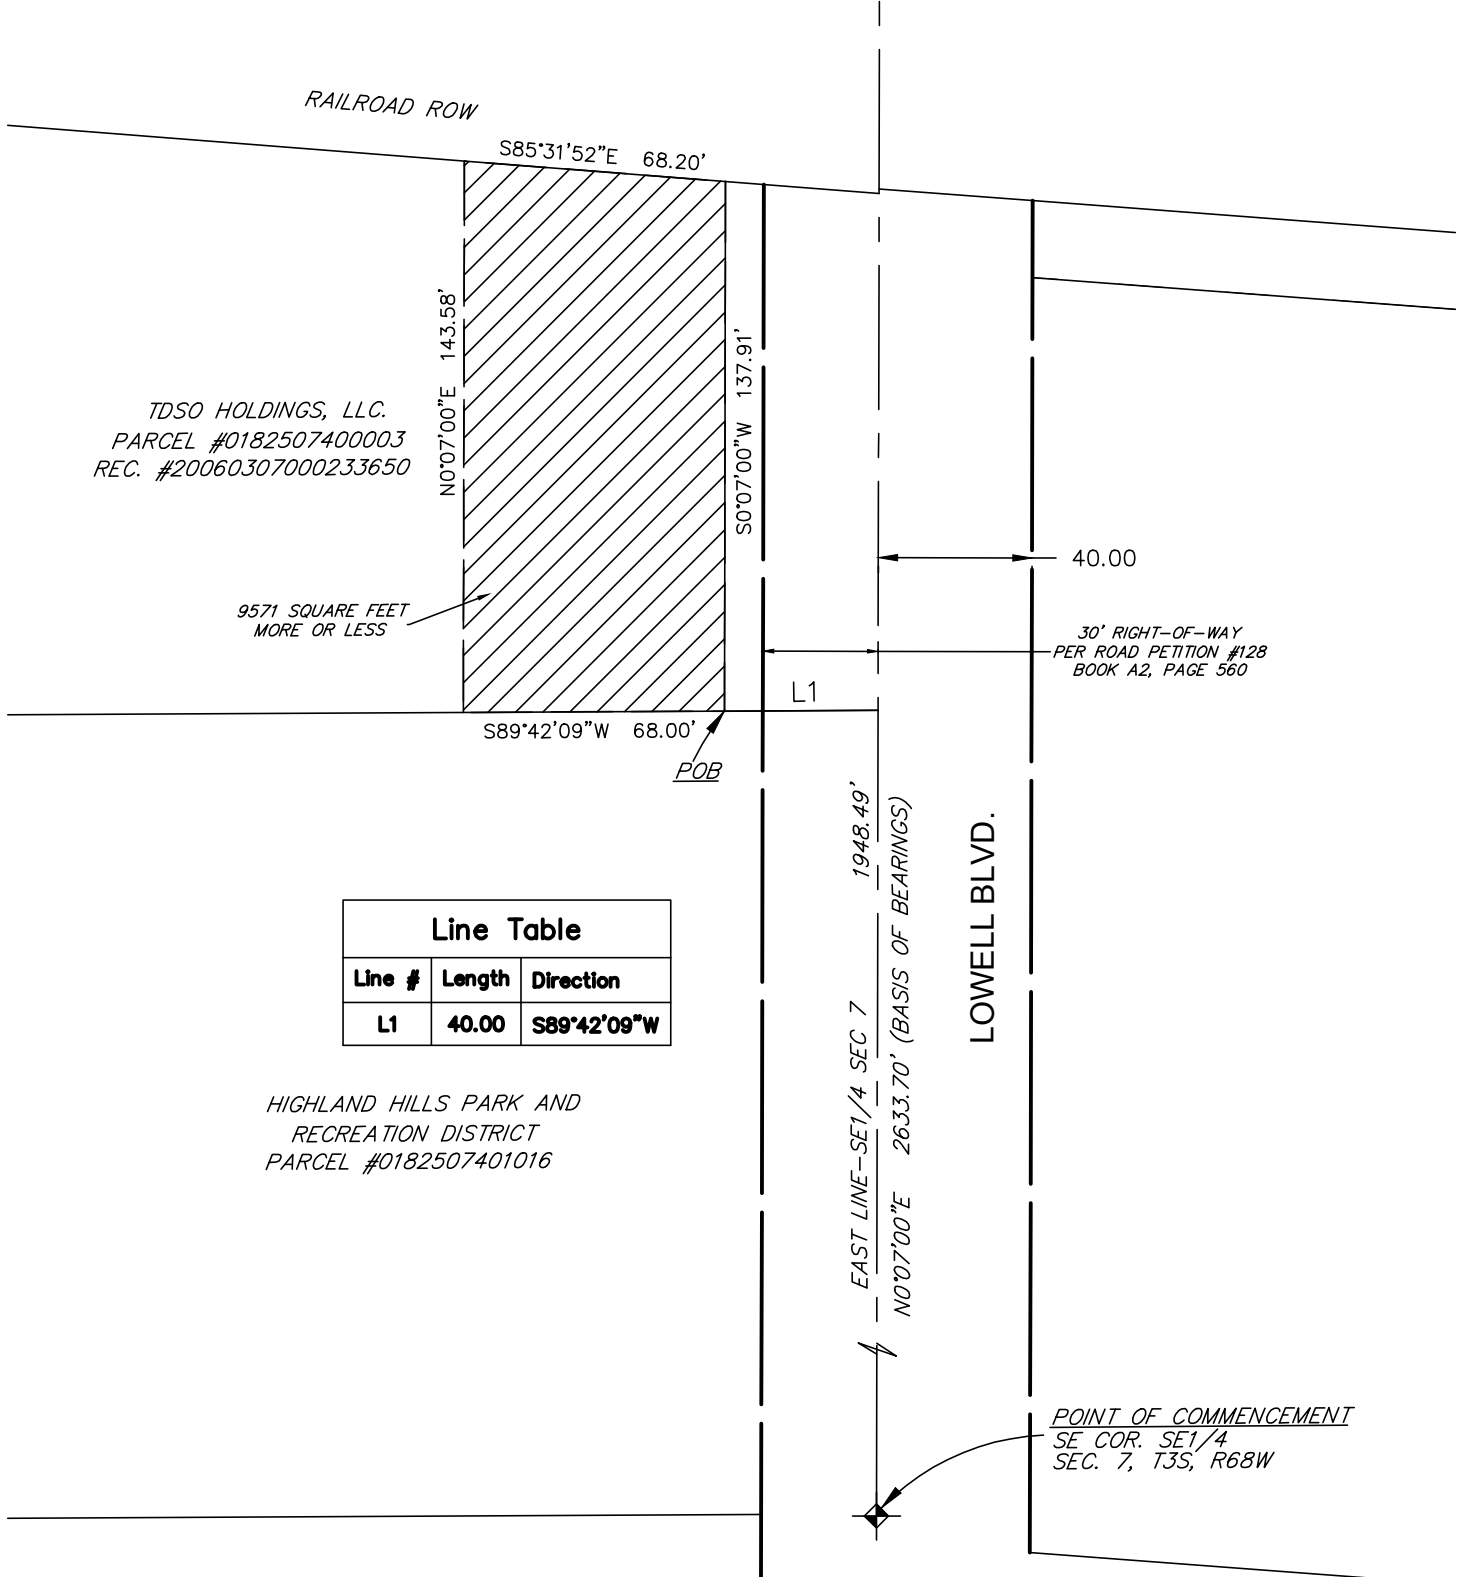 RAILROAD ROW
S85°31'52"E 68.20'
N0°07'00"E 143.58'
S0°07'00"W 137.91'
TDSO HOLDINGS, LLC.
PARCEL #0182507400003
REC. #20060307000233650
40.00
9571 SQUARE FEET
MORE OR LESS
30' RIGHT-OF-WAY
PER ROAD PETITION #128
BOOK A2, PAGE 560
L1
S89°42'09"W 68.00'
POB
EAST LINE-SE1/4 SEC 7 1948.49'
N0°07'00"E 2633.70' (BASIS OF BEARINGS)
LOWELL BLVD.
Line Table
Line # Length Direction
L1 40.00 S89°42'09"W
HIGHLAND HILLS PARK AND
RECREATION DISTRICT
PARCEL #0182507401016
POINT OF COMMENCEMENT
SE COR. SE1/4
SEC. 7, T3S, R68W